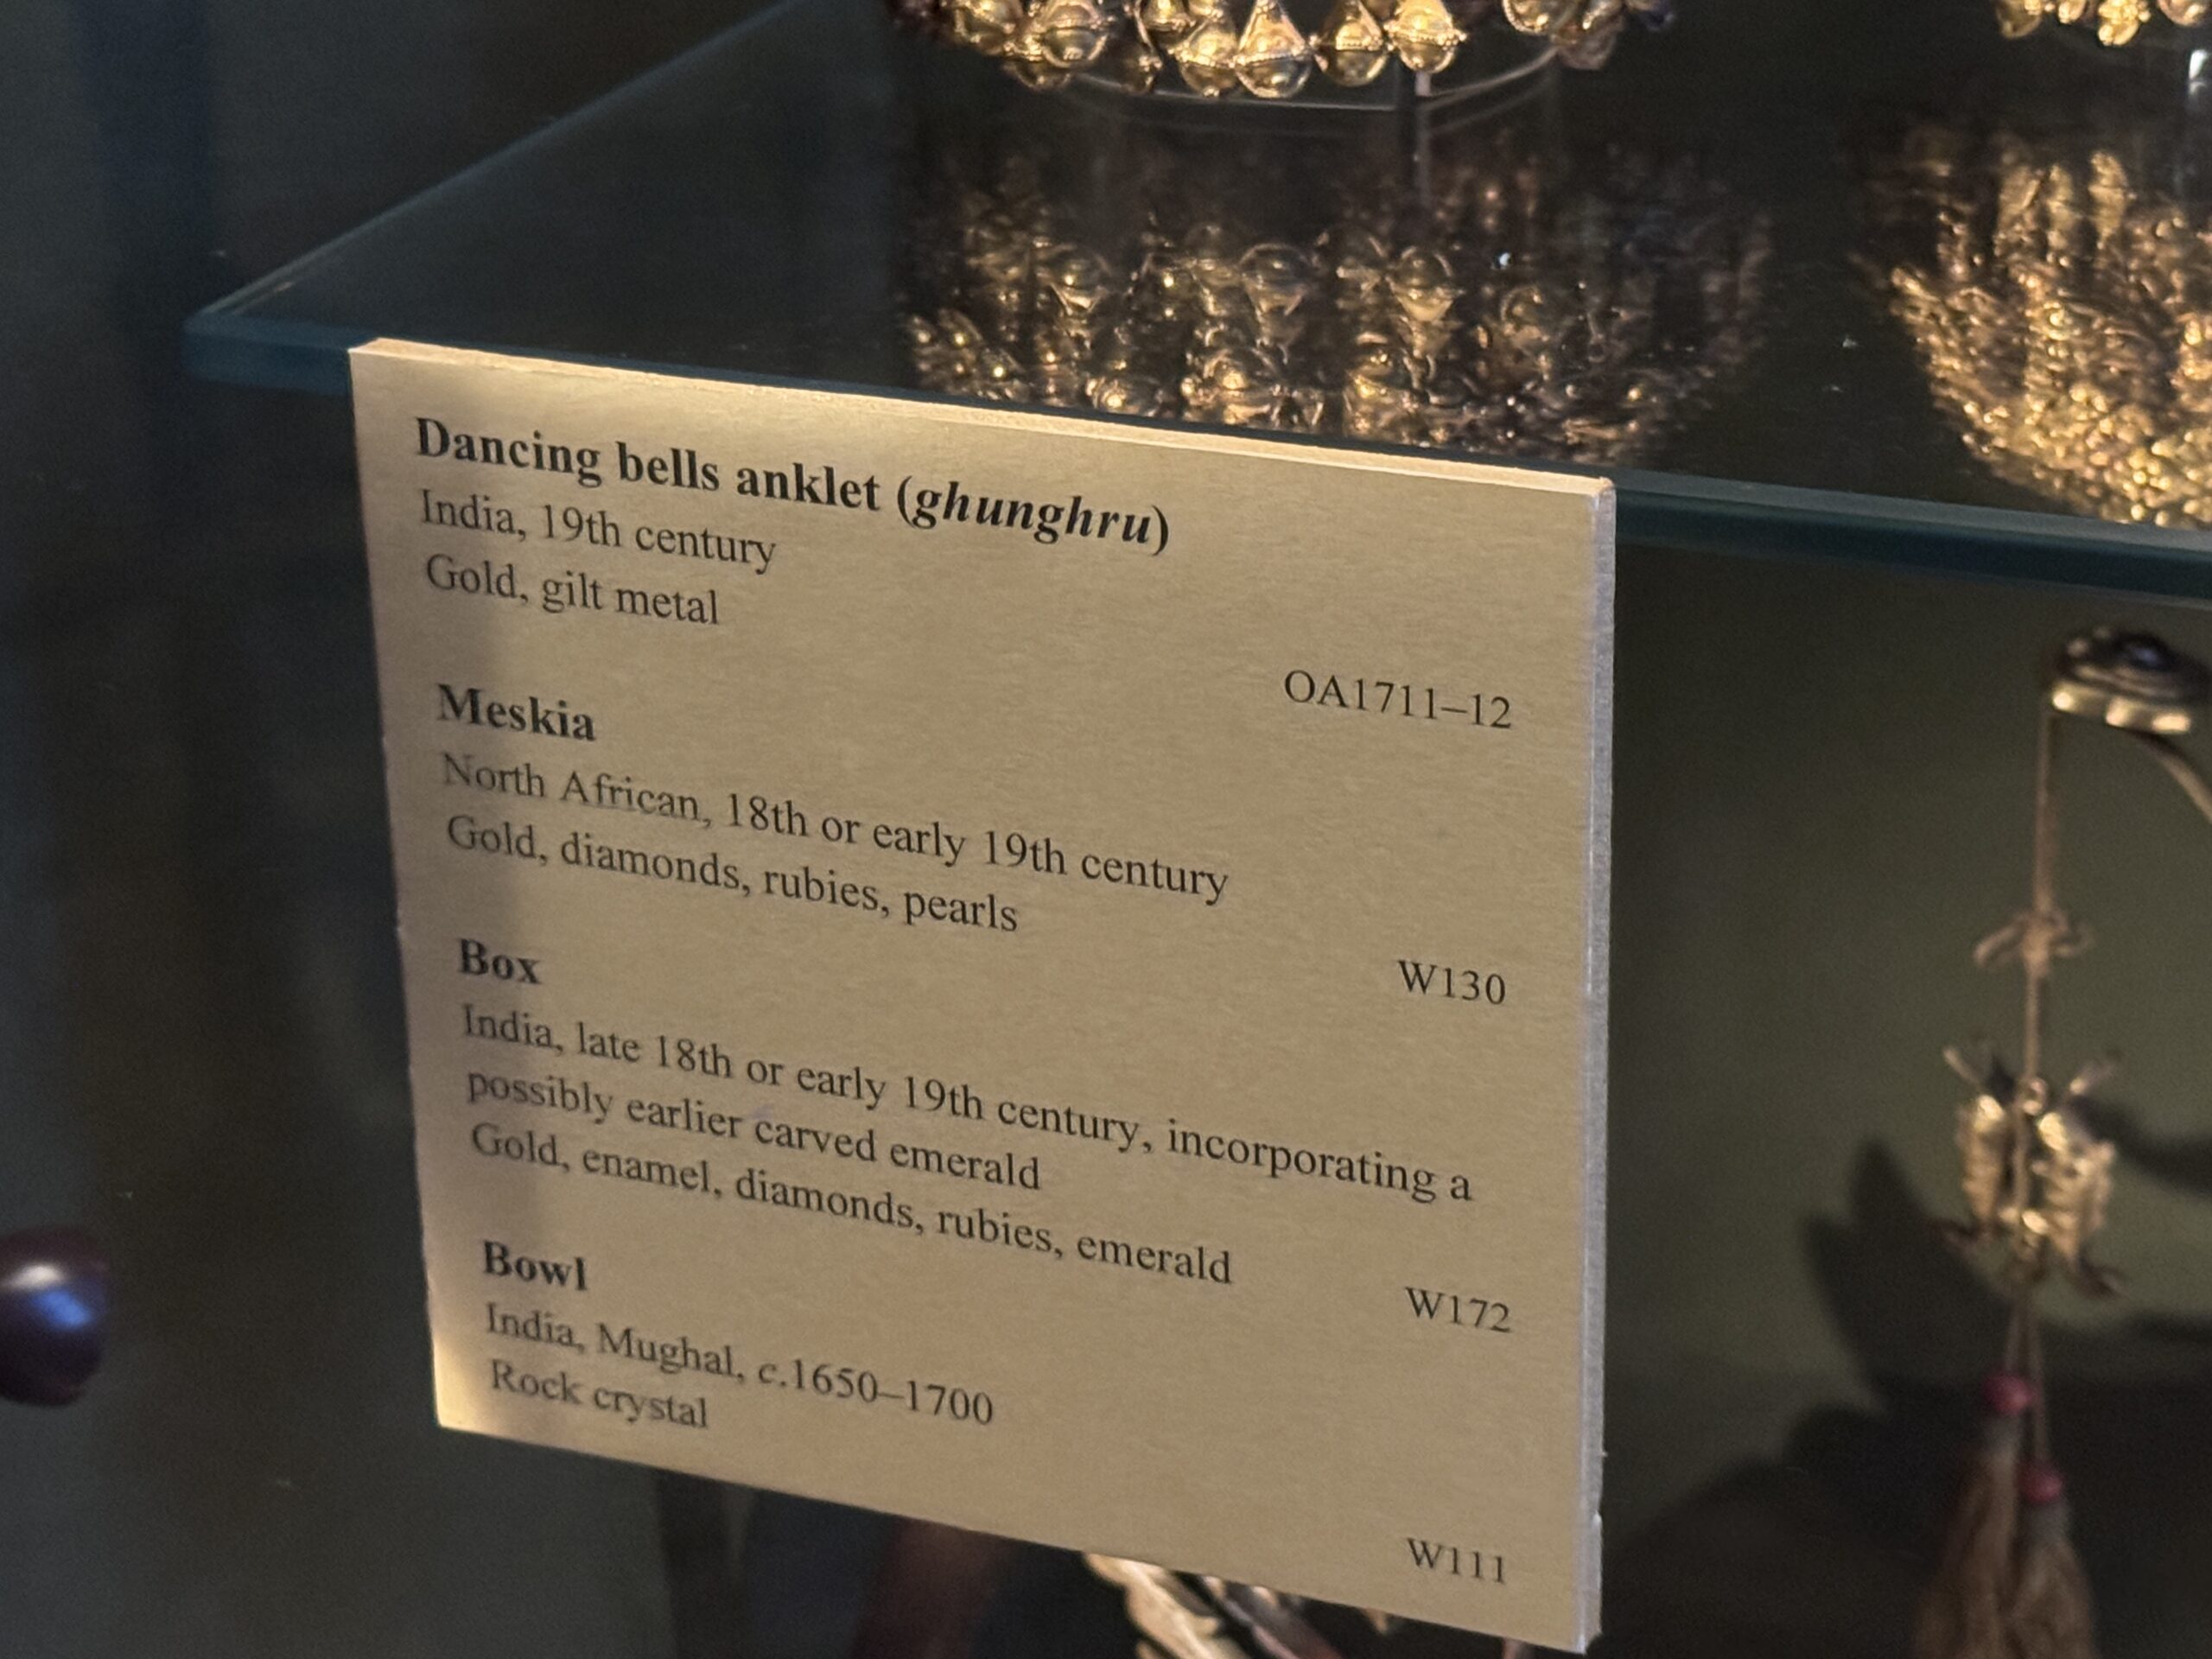 Dancing bells anklet (ghunghru)
India, 19th century
Gold, gilt metal
OA1711–12
Meskia
North African, 18th or early 19th century
Gold, diamonds, rubies, pearls
W130
Box
India, late 18th or early 19th century, incorporating a
possibly earlier carved emerald
Gold, enamel, diamonds, rubies, emerald
W172
Bowl
India, Mughal, c.1650–1700
Rock crystal
W111